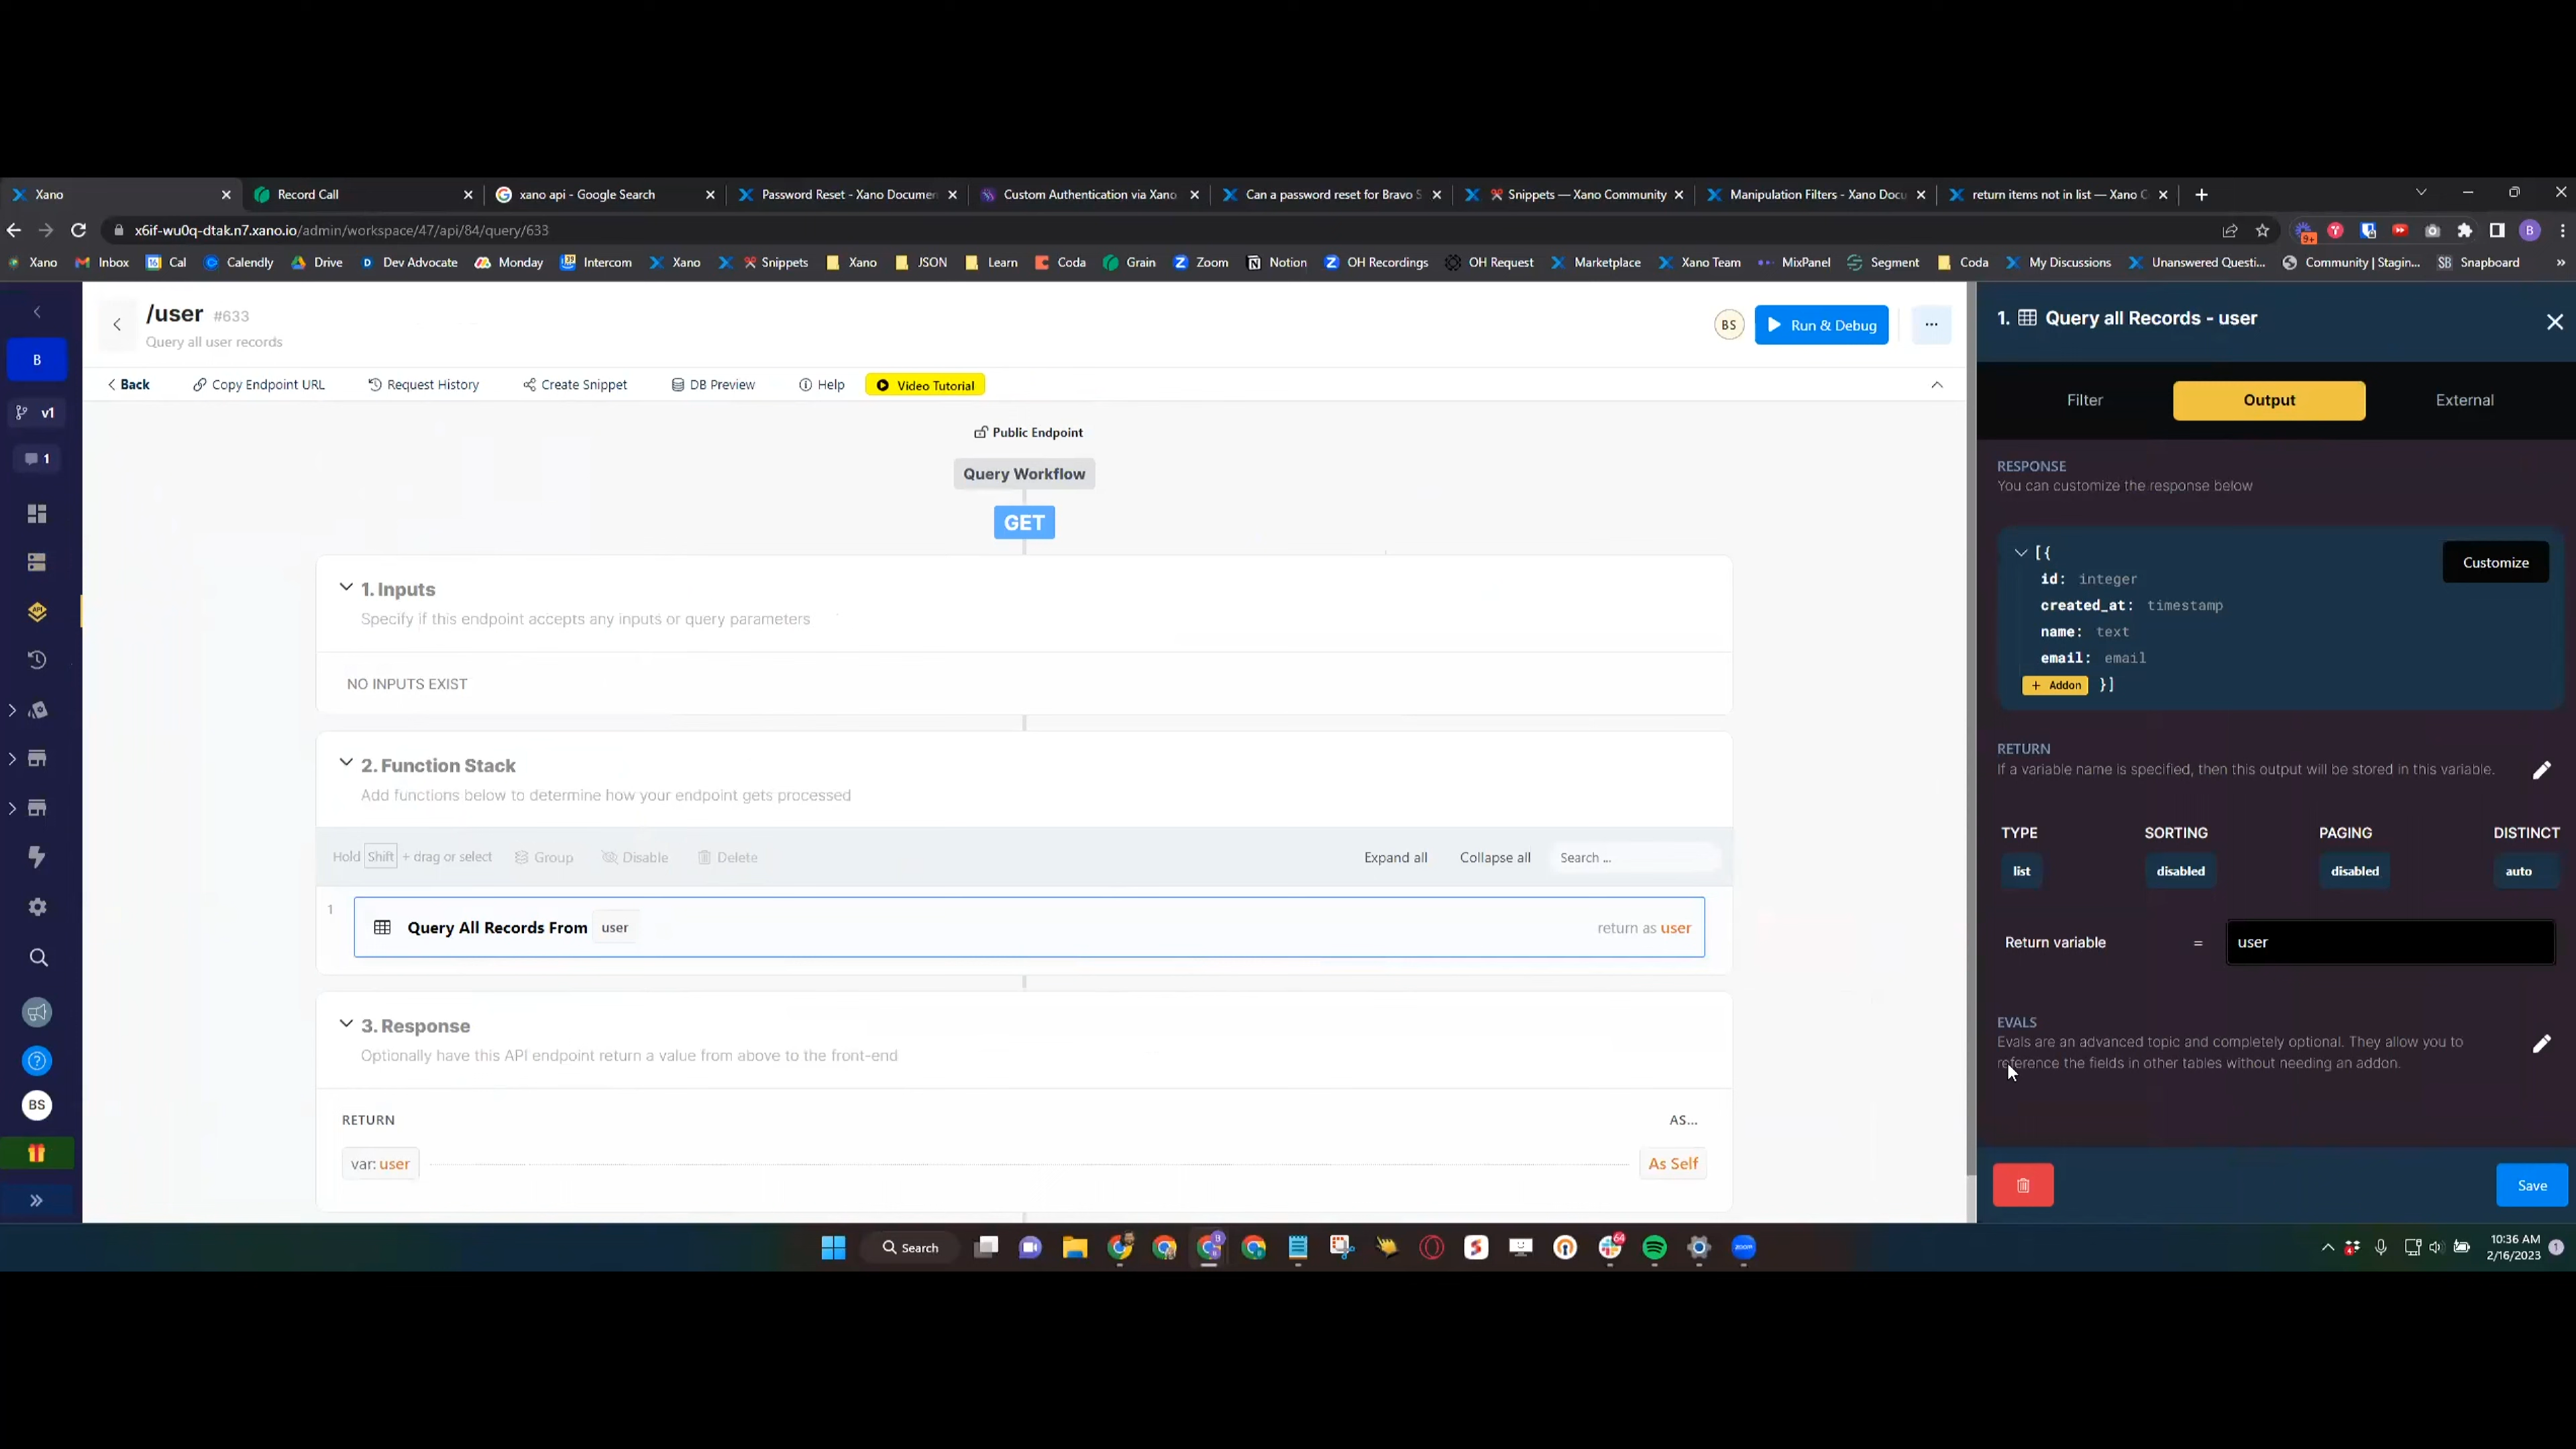 Xano
Record Call
xano api - Google Search
Password Reset - Xano Documen
Custom Authentication via Xano
Can a password reset for Bravo S
Snippets — Xano Community
Manipulation Filters - Xano Docu
return items not in list — Xano C
x6if-wu0q-dtak.n7.xano.io/admin/workspace/47/api/84/query/633
9+
B
Xano
Inbox
Cal
Calendly
Drive
Dev Advocate
Monday
Intercom
Xano
Snippets
Xano
JSON
Learn
Coda
Grain
Zoom
Notion
OH Recordings
OH Request
Marketplace
Xano Team
MixPanel
Segment
Coda
My Discussions
Unanswered Questi...
Community | Stagin...
SB Snapboard
»
B
v1
1
API
BS
/user #633
Query all user records
BS
Run & Debug
...
Back
Copy Endpoint URL
Request History
Create Snippet
DB Preview
Help
Video Tutorial
Public Endpoint
Query Workflow
GET
1. Inputs
Specify if this endpoint accepts any inputs or query parameters
NO INPUTS EXIST
2. Function Stack
Add functions below to determine how your endpoint gets processed
Hold Shift + drag or select
Group
Disable
Delete
Expand all
Collapse all
Search ...
1
Query All Records From user
return as user
3. Response
Optionally have this API endpoint return a value from above to the front-end
RETURN
AS...
var: user
As Self
1. Query all Records - user
Filter
Output
External
RESPONSE
You can customize the response below
[{
Customize
id: integer
created_at: timestamp
name: text
email: email
+ Addon }]
RETURN
If a variable name is specified, then this output will be stored in this variable.
TYPE
SORTING
PAGING
DISTINCT
list
disabled
disabled
auto
Return variable = user
EVALS
Evals are an advanced topic and completely optional. They allow you to
reference the fields in other tables without needing an addon.
Save
Search
64
zoom
10:36 AM
2/16/2023
1